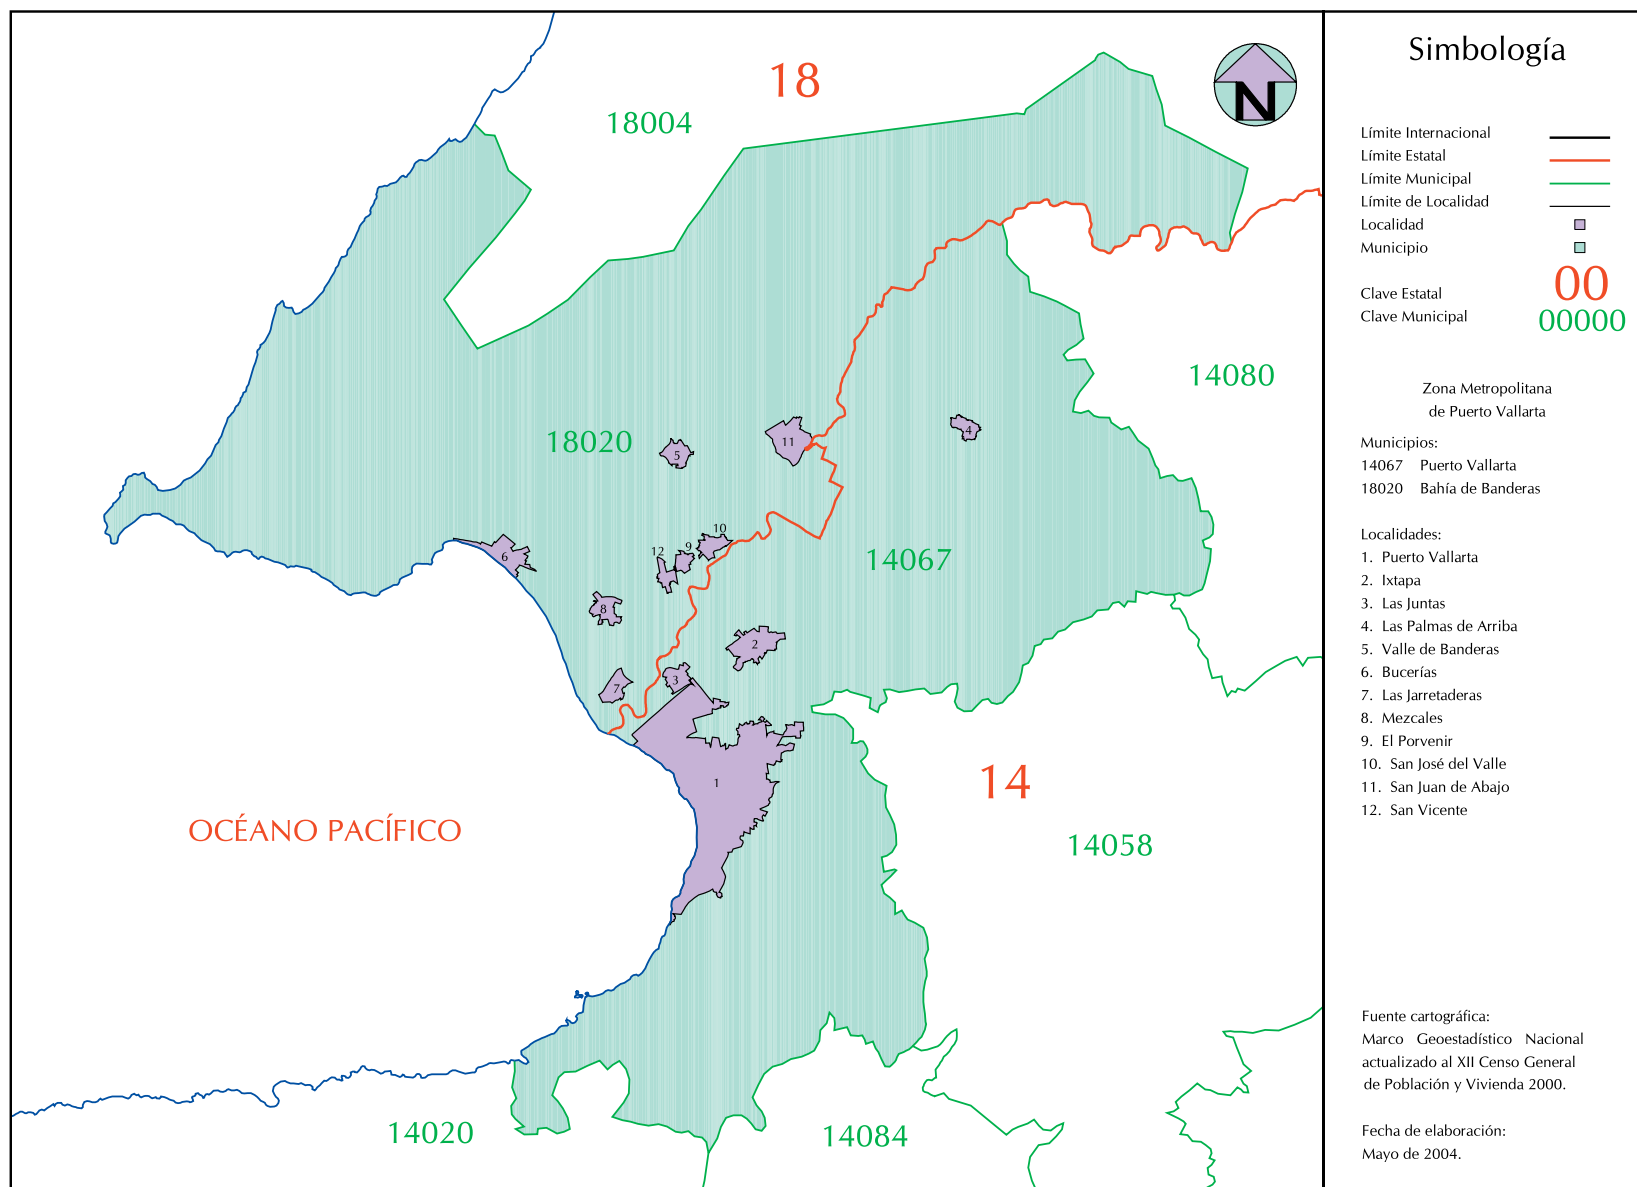 18
18004
N
14080
18020
11
4
5
10
9
12
6
14067
8
2
3
7
1
14
OCÉANO PACÍFICO
14058
14020
14084
Simbología
Límite Internacional
Límite Estatal
Límite Municipal
Límite de Localidad
Localidad
Municipio
Clave Estatal 00
Clave Municipal 00000
Zona Metropolitana
de Puerto Vallarta
Municipios:
14067 Puerto Vallarta
18020 Bahía de Banderas
Localidades:
1. Puerto Vallarta
2. Ixtapa
3. Las Juntas
4. Las Palmas de Arriba
5. Valle de Banderas
6. Bucerías
7. Las Jarretaderas
8. Mezcales
9. El Porvenir
10. San José del Valle
11. San Juan de Abajo
12. San Vicente
Fuente cartográfica:
Marco Geoestadístico Nacional
actualizado al XII Censo General
de Población y Vivienda 2000.
Fecha de elaboración:
Mayo de 2004.